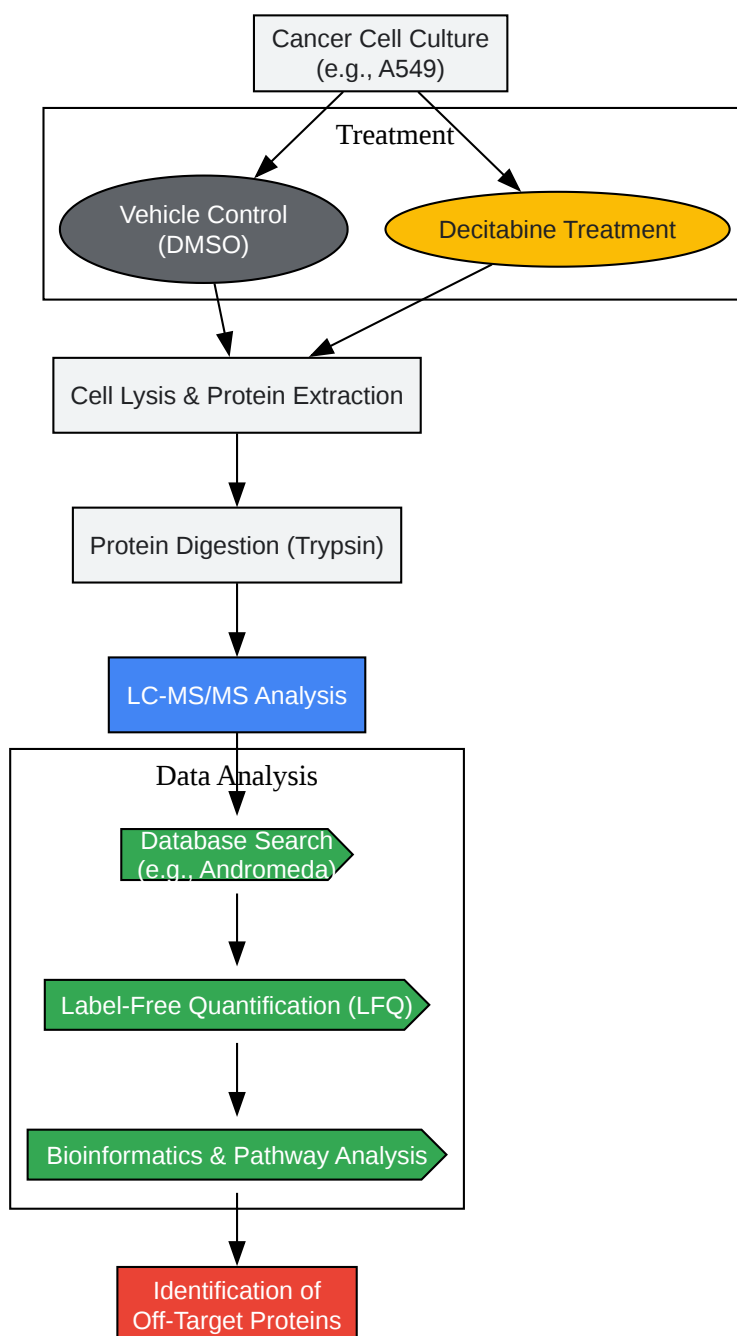 Cancer Cell Culture
(e.g., A549)
Treatment
Vehicle Control
(DMSO)
Decitabine Treatment
Cell Lysis & Protein Extraction
Protein Digestion (Trypsin)
LC-MS/MS Analysis
Data Analysis
Database Search
(e.g., Andromeda)
Label-Free Quantification (LFQ)
Bioinformatics & Pathway Analysis
Identification of
Off-Target Proteins